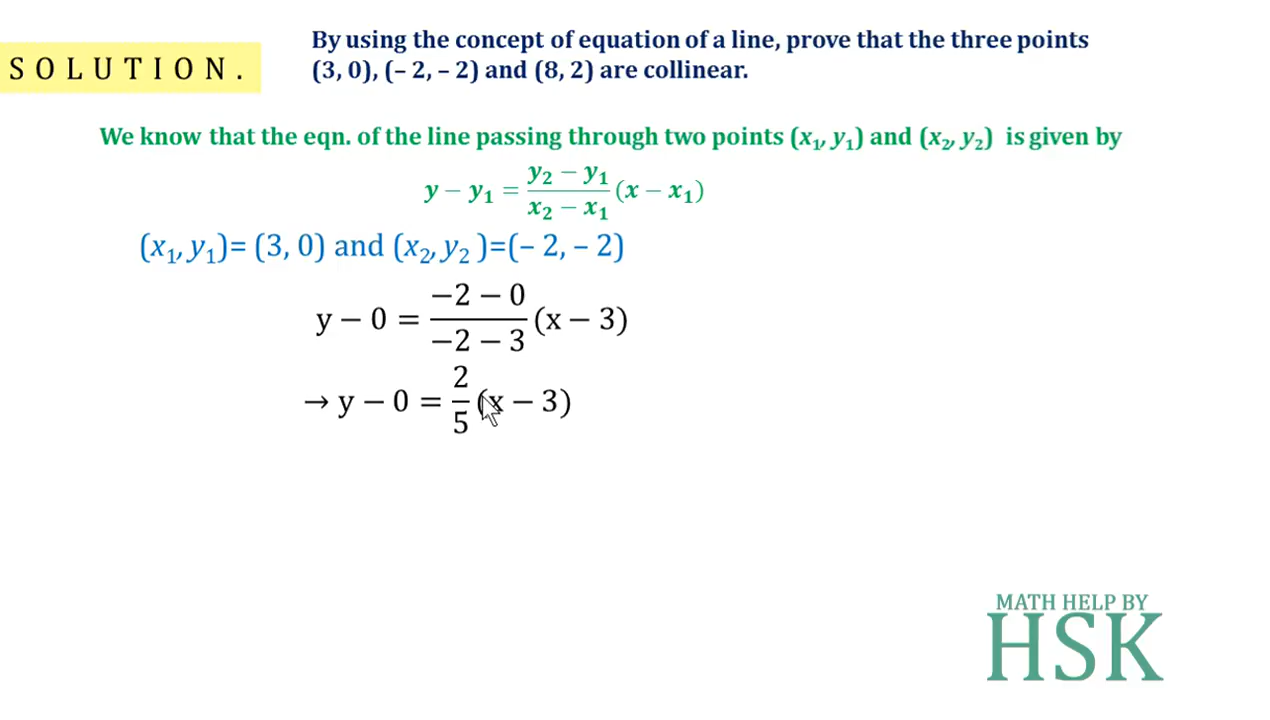 By using the concept of equation of a line, prove that the three points
(3, 0), (– 2, – 2) and (8, 2) are collinear.
SOLUTION.
We know that the eqn. of the line passing through two points (x₁, y₁) and (x₂, y₂) is given by
y − y₁ = (y₂ − y₁)/(x₂ − x₁) (x − x₁)
(x₁, y₁)= (3, 0) and (x₂, y₂ )=(– 2, – 2)
y − 0 = (−2 − 0)/(−2 − 3) (x − 3)
→ y − 0 = 2/5 (x − 3)
MATH HELP BY
HSK